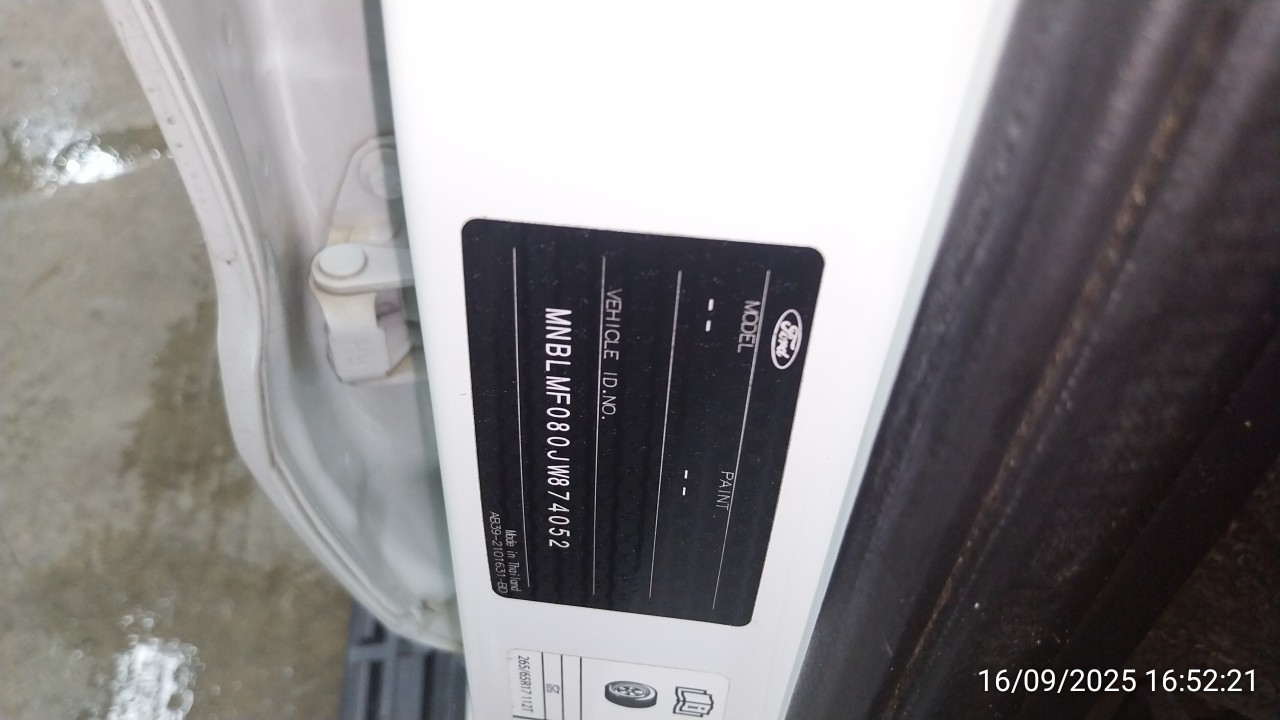 Ford
MODEL
PAINT
--
--
VEHICLE ID.NO.
MNBLMF080JW874052
Made in Thailand
AB39-2101631-BD
265/65R17 112T
16/09/2025 16:52:21